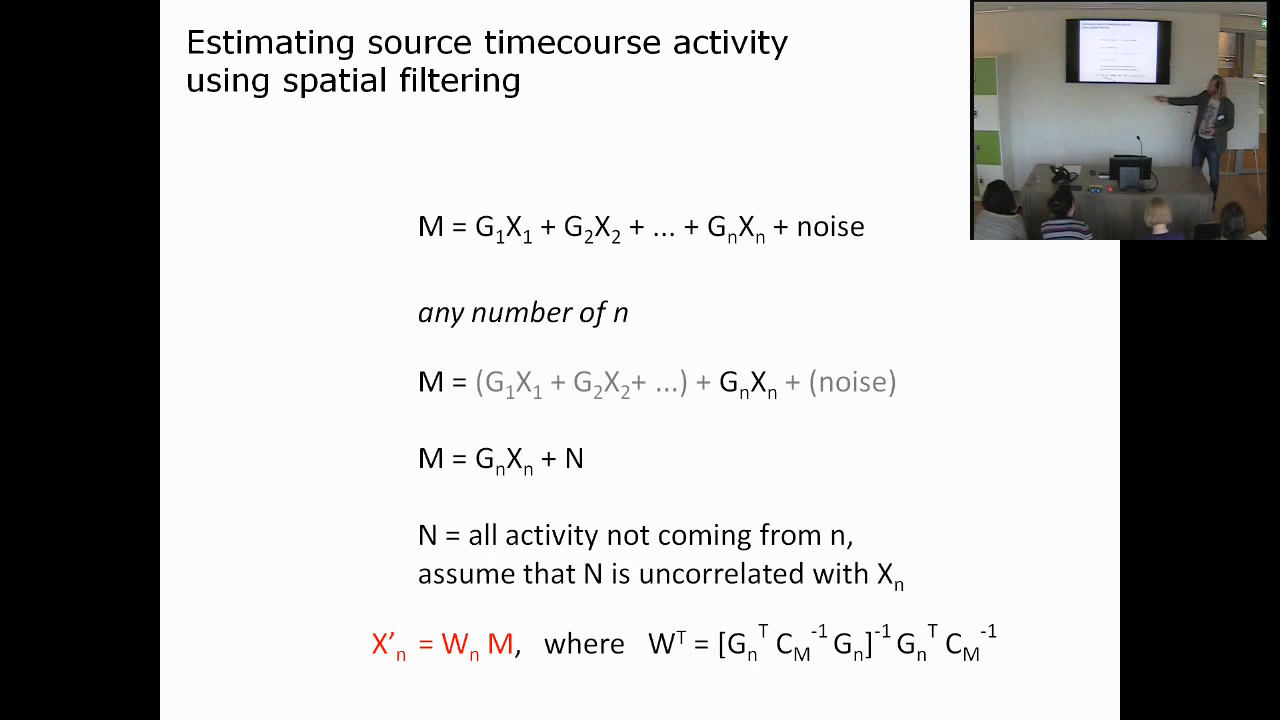 Estimating source timecourse activity
using spatial filtering
M = G₁X₁ + G₂X₂ + ... + GₙXₙ + noise
any number of n
M = (G₁X₁ + G₂X₂+ ...) + GₙXₙ + (noise)
M = GₙXₙ + N
N = all activity not coming from n,
assume that N is uncorrelated with Xₙ
X’ₙ = Wₙ M, where Wᵀ = [Gₙᵀ C_M⁻¹ Gₙ]⁻¹ Gₙᵀ C_M⁻¹